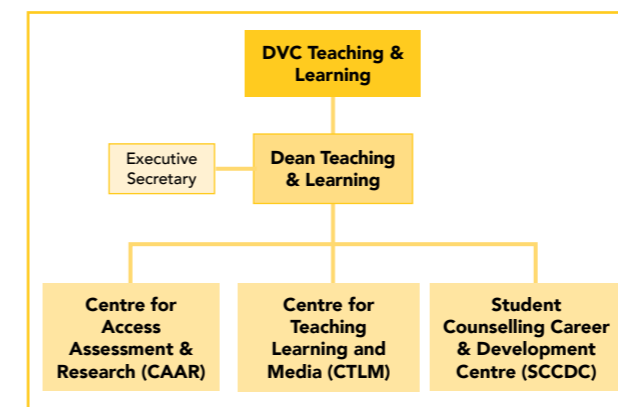 DVC Teaching &
Learning
Executive
Secretary
Dean Teaching
& Learning
Centre for
Access
Assessment &
Research (CAAR)
Centre for
Teaching
Learning and
Media (CTLM)
Student
Counselling Career
& Development
Centre (SCCDC)